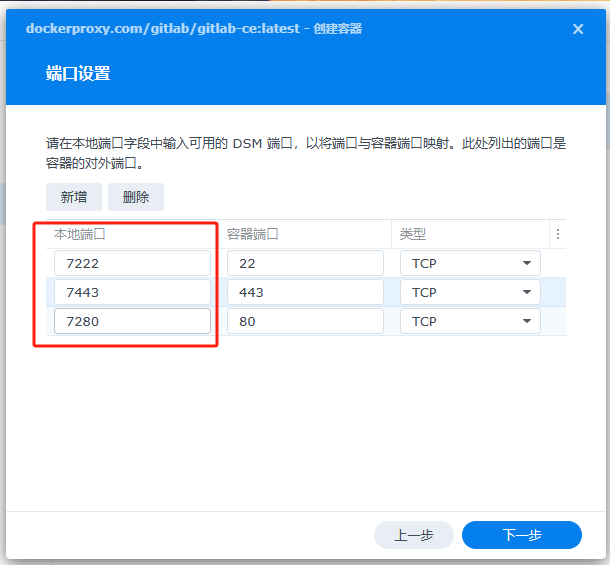 dockerproxy.com/gitlab/gitlab-ce:latest - 创建容器
端口设置
请在本地端口字段中输入可用的 DSM 端口，以将端口与容器端口映射。此处列出的端口是
容器的对外端口。
新增 删除
本地端口 容器端口 类型
7222 22 TCP
7443 443 TCP
7280 80 TCP
上一步 下一步